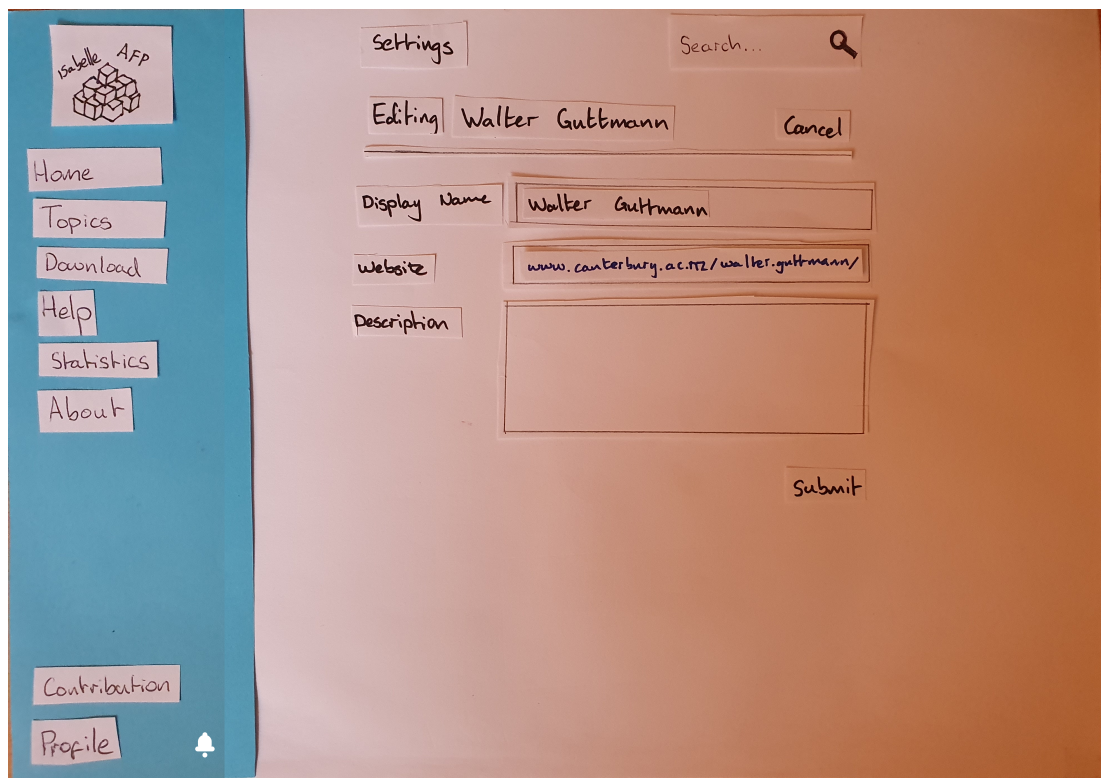 Isabelle AFP
Home
Topics
Download
Help
Statistics
About
Contribution
Profile
Settings
Search...
Editing Walter Guttmann
Cancel
Display Name Walter Guttmann
Website www.canterbury.ac.nz/walter.guttmann/
Description
Submit